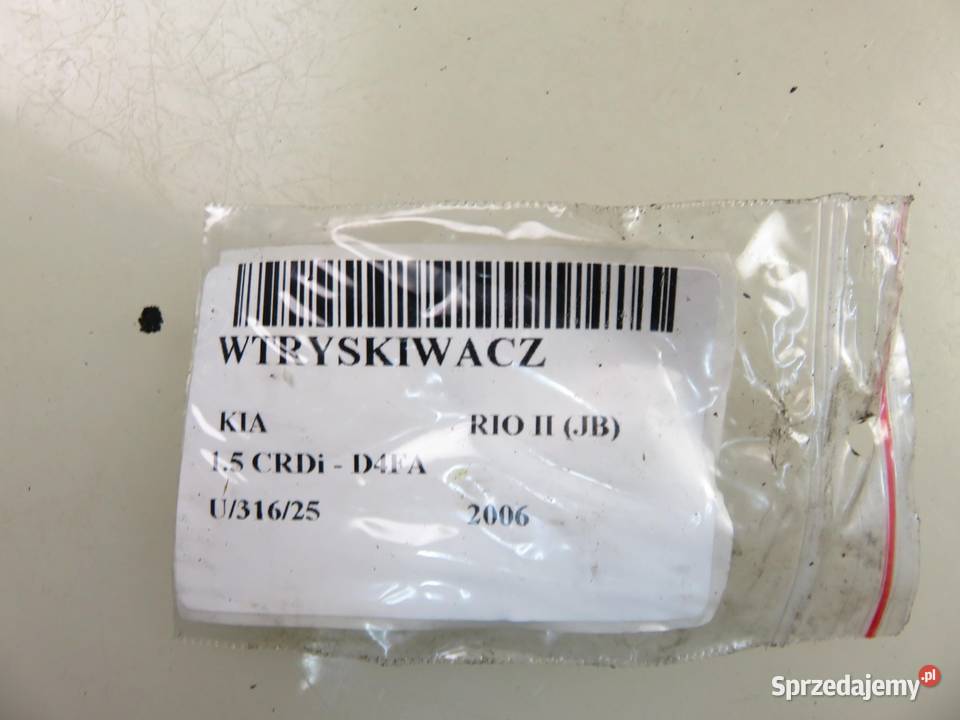 WTRYSKIWACZ
KIA RIO II (JB)
1.5 CRDi - D4FA
U/316/25 2006
Sprzedajemy.pl